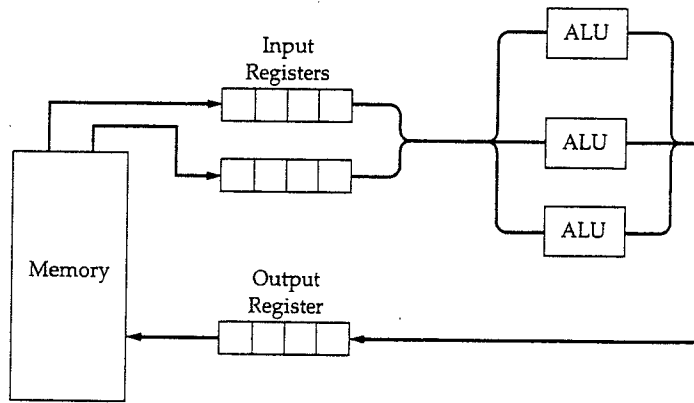 Input
Registers
ALU
ALU
ALU
Memory
Output
Register